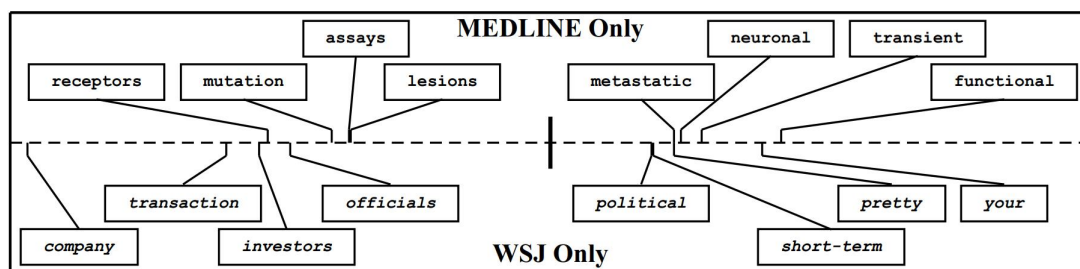 MEDLINE Only
assays neuronal transient
receptors mutation lesions metastatic functional
transaction officials political pretty your
company investors short-term
WSJ Only